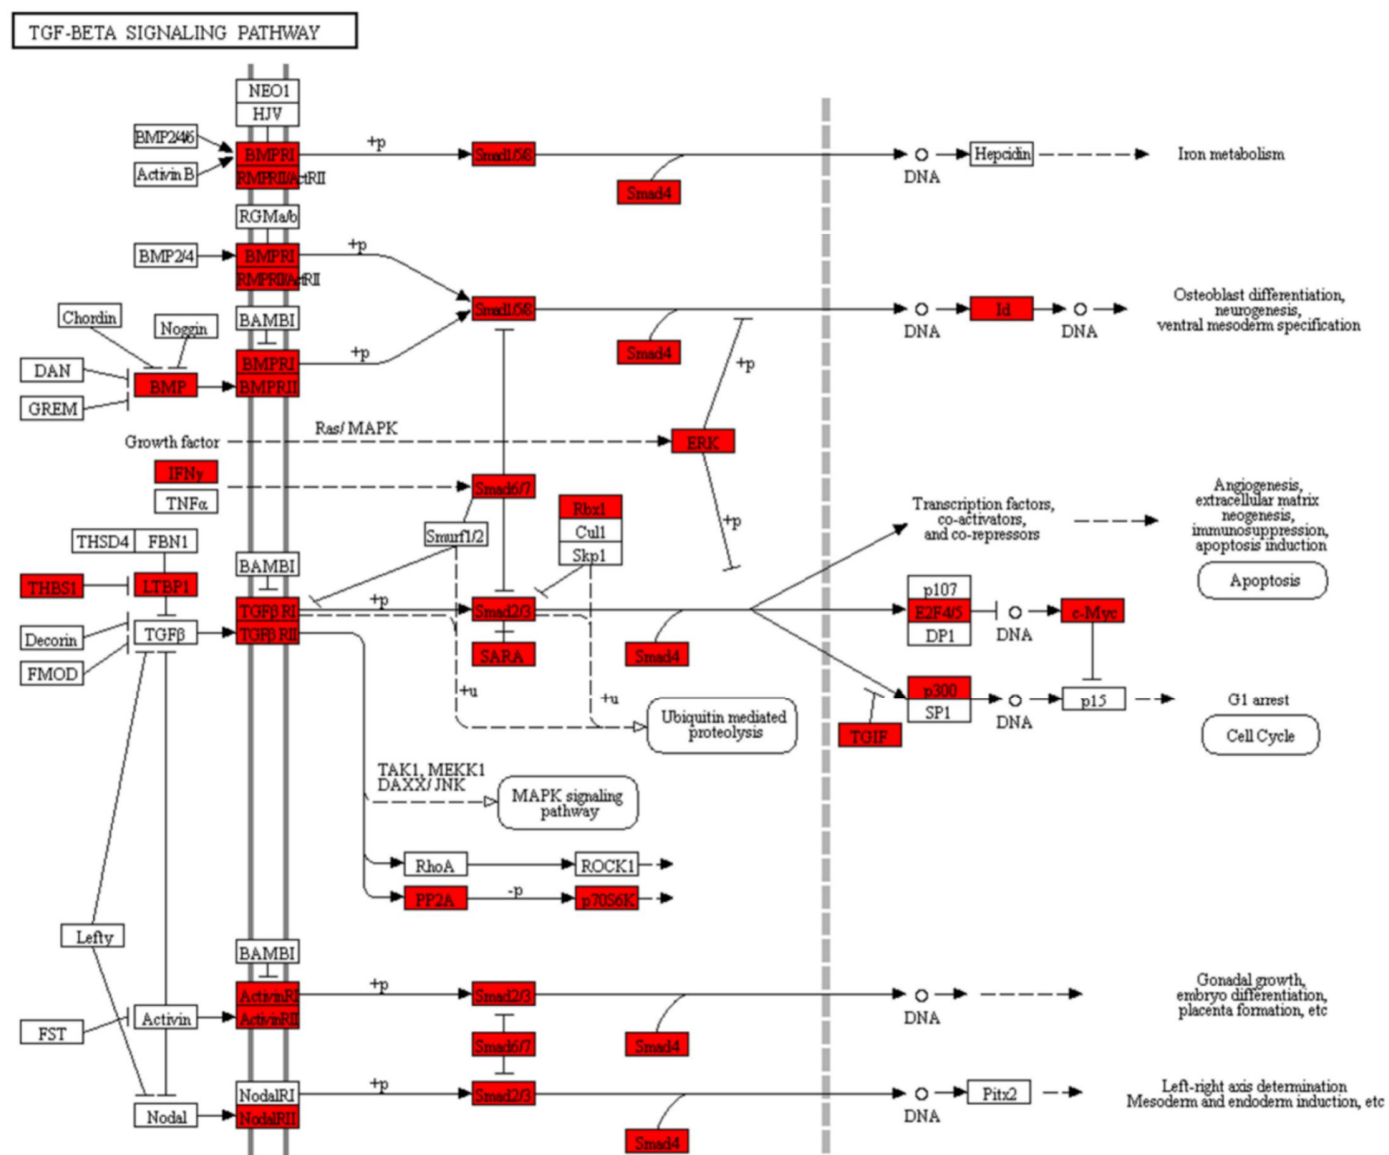 TGF-BETA SIGNALING PATHWAY
NEO1
HJV
BMP2/4/6
Activin B
BMPRI
RMPRII/ActRII
+p
Smad1/5/8
Smad4
DNA
Hepcidin
Iron metabolism
RGMa/b
BMP2/4
BMPRI
RMPRII/ActRII
+p
Smad1/5/8
Smad4
DNA
Id
DNA
Osteoblast differentiation,
neurogenesis,
ventral mesoderm specification
Chordin
Noggin
BAMBI
DAN
GREM
BMP
BMPRI
BMPRII
+p
+p
Growth factor
Ras/ MAPK
ERK
IFNγ
TNFα
Smad6/7
Smurf1/2
Rbx1
Cul1
Skp1
+p
Transcription factors,
co-activators,
and co-repressors
Angiogenesis,
extracellular matrix
neogenesis,
immunosuppression,
apoptosis induction
Apoptosis
THSD4
FBN1
BAMBI
THBS1
LTBP1
Decorin
FMOD
TGFβ
TGFβ RI
TGFβ RII
+p
Smad2/3
SARA
Smad4
p107
E2F4/5
DP1
DNA
c-Myc
p300
SP1
DNA
p15
G1 arrest
Cell Cycle
TGIF
+u
+u
Ubiquitin mediated
proteolysis
TAK1, MEKK1
DAXX/ JNK
MAPK signaling
pathway
RhoA
ROCK1
PP2A
-p
p70S6K
Lefty
BAMBI
FST
Activin
ActivinRI
ActivinRII
+p
Smad2/3
Smad6/7
Smad4
DNA
Gonadal growth,
embryo differentiation,
placenta formation, etc
Nodal
NodalRI
NodalRII
+p
Smad2/3
Smad4
DNA
Pitx2
Left-right axis determination
Mesoderm and endoderm induction, etc